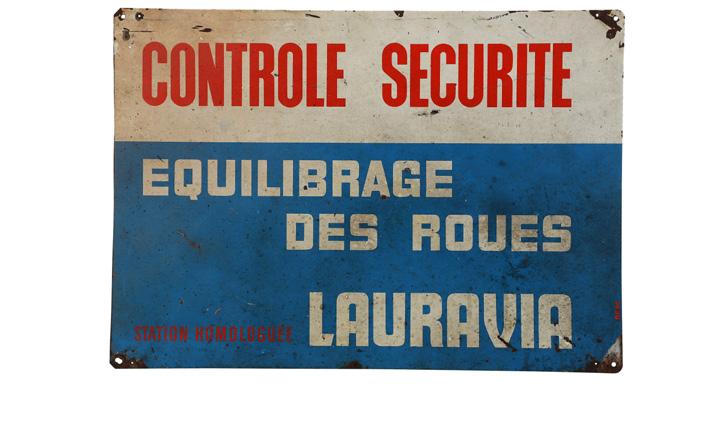 CONTROLE SECURITE
EQUILIBRAGE
DES ROUES
STATION HOMOLOGUÉE LAURAVIA